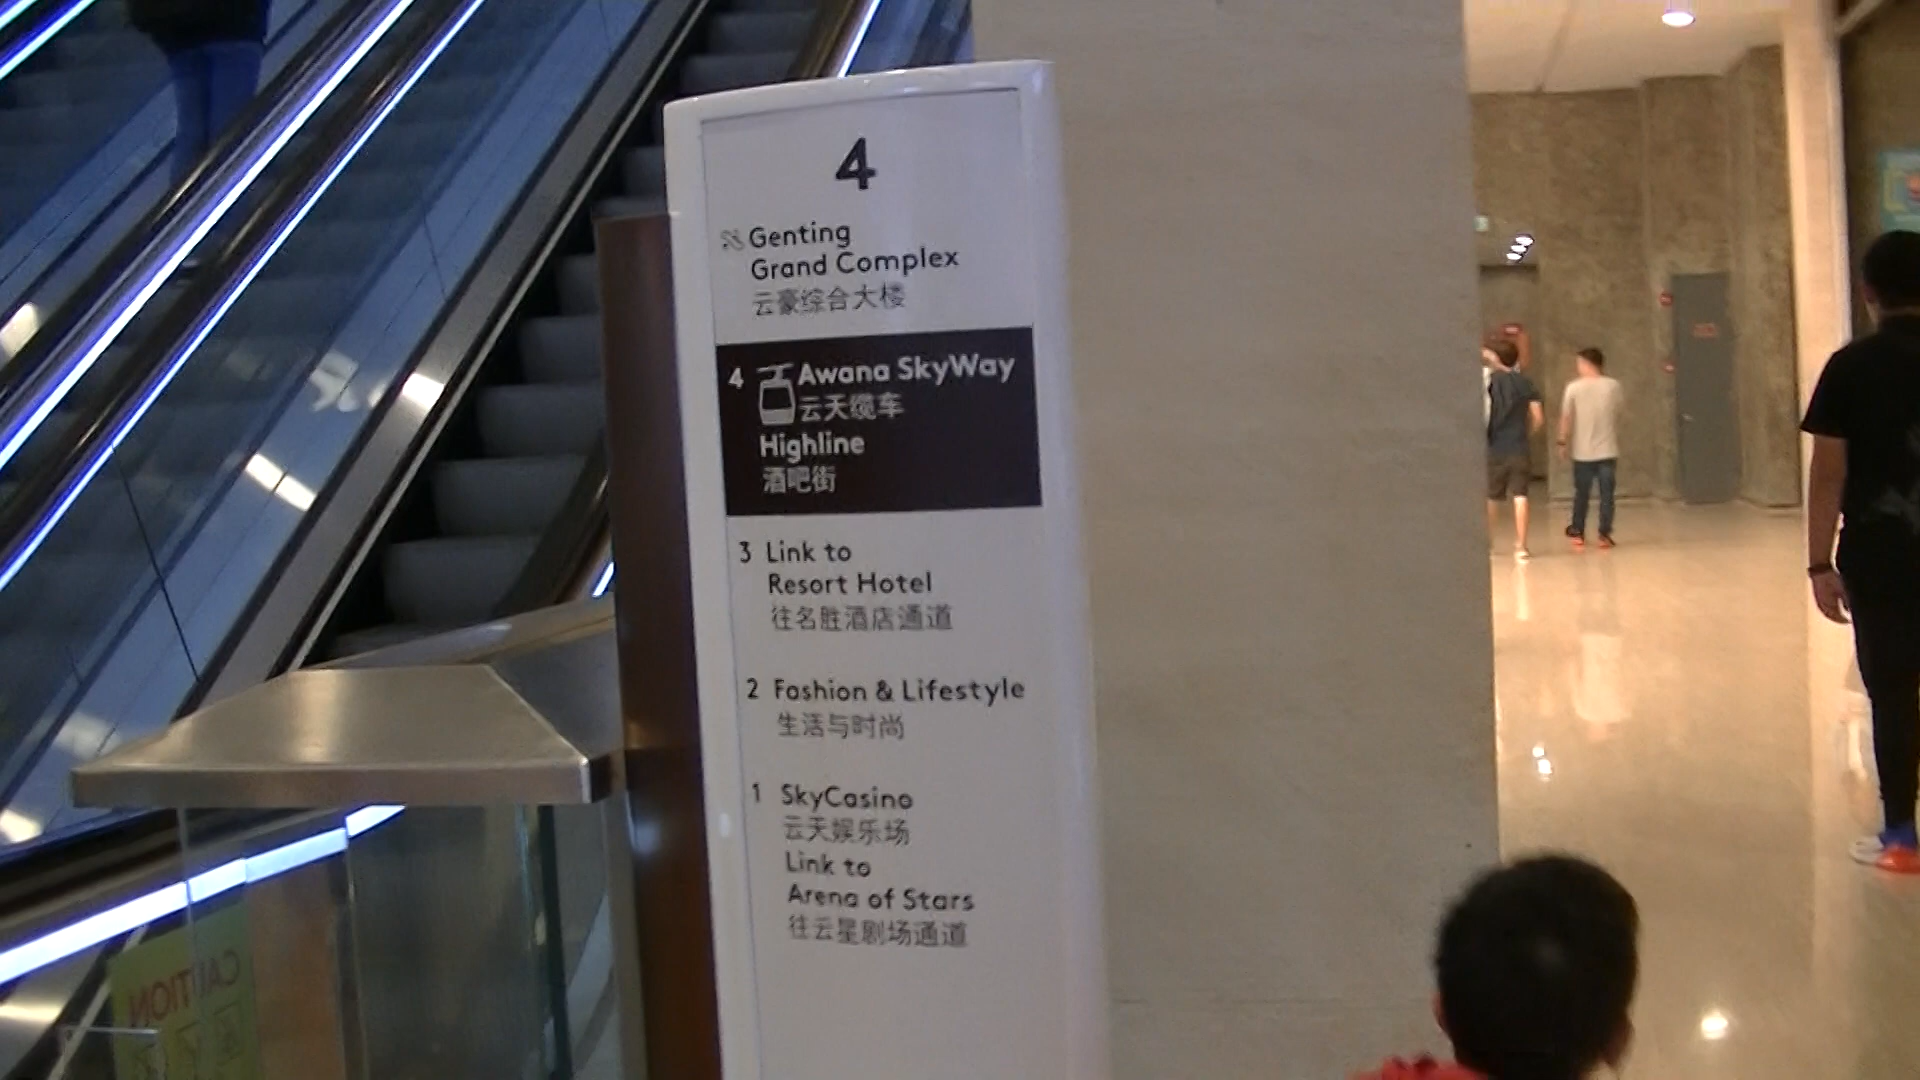 4
Genting
Grand Complex
云豪综合大楼
4 Awana SkyWay
云天缆车
Highline
酒吧街
3 Link to
Resort Hotel
往名胜酒店通道
2 Fashion & Lifestyle
生活与时尚
1 SkyCasino
云天娱乐场
Link to
Arena of Stars
往云星剧场通道
CAUTION